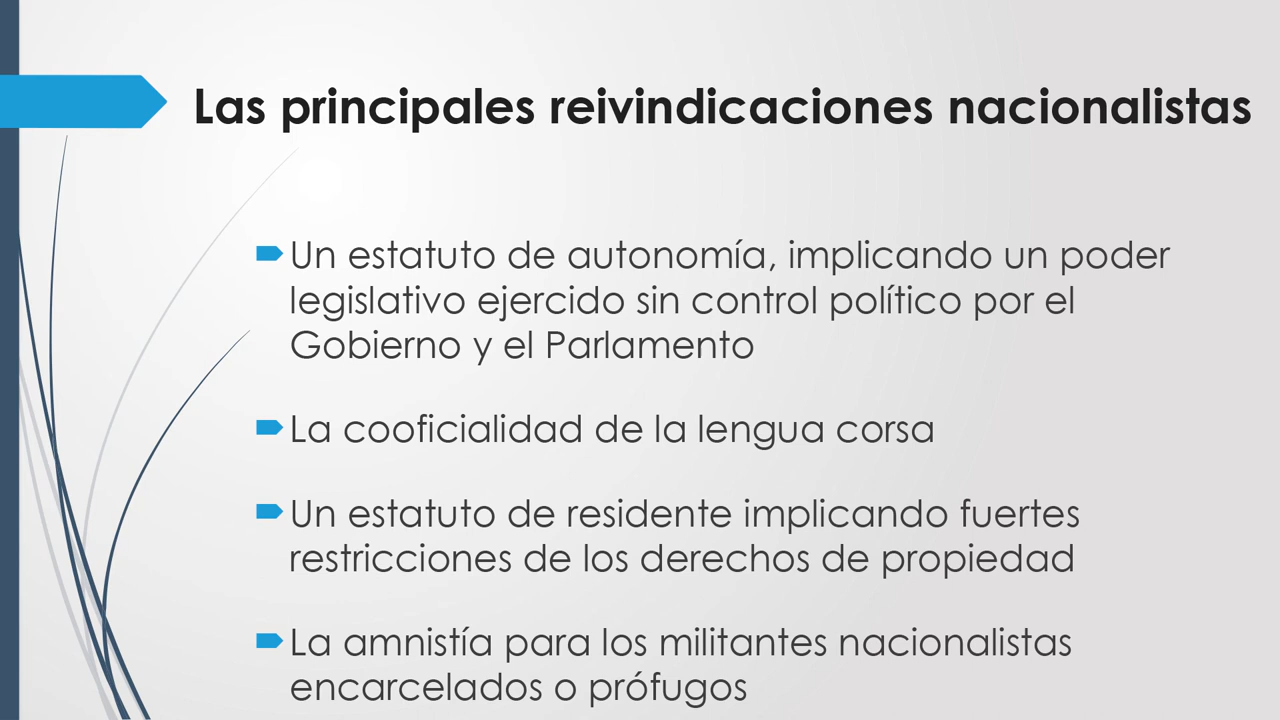 Las principales reivindicaciones nacionalistas
Un estatuto de autonomía, implicando un poder
legislativo ejercido sin control político por el
Gobierno y el Parlamento
La cooficialidad de la lengua corsa
Un estatuto de residente implicando fuertes
restricciones de los derechos de propiedad
La amnistía para los militantes nacionalistas
encarcelados o prófugos